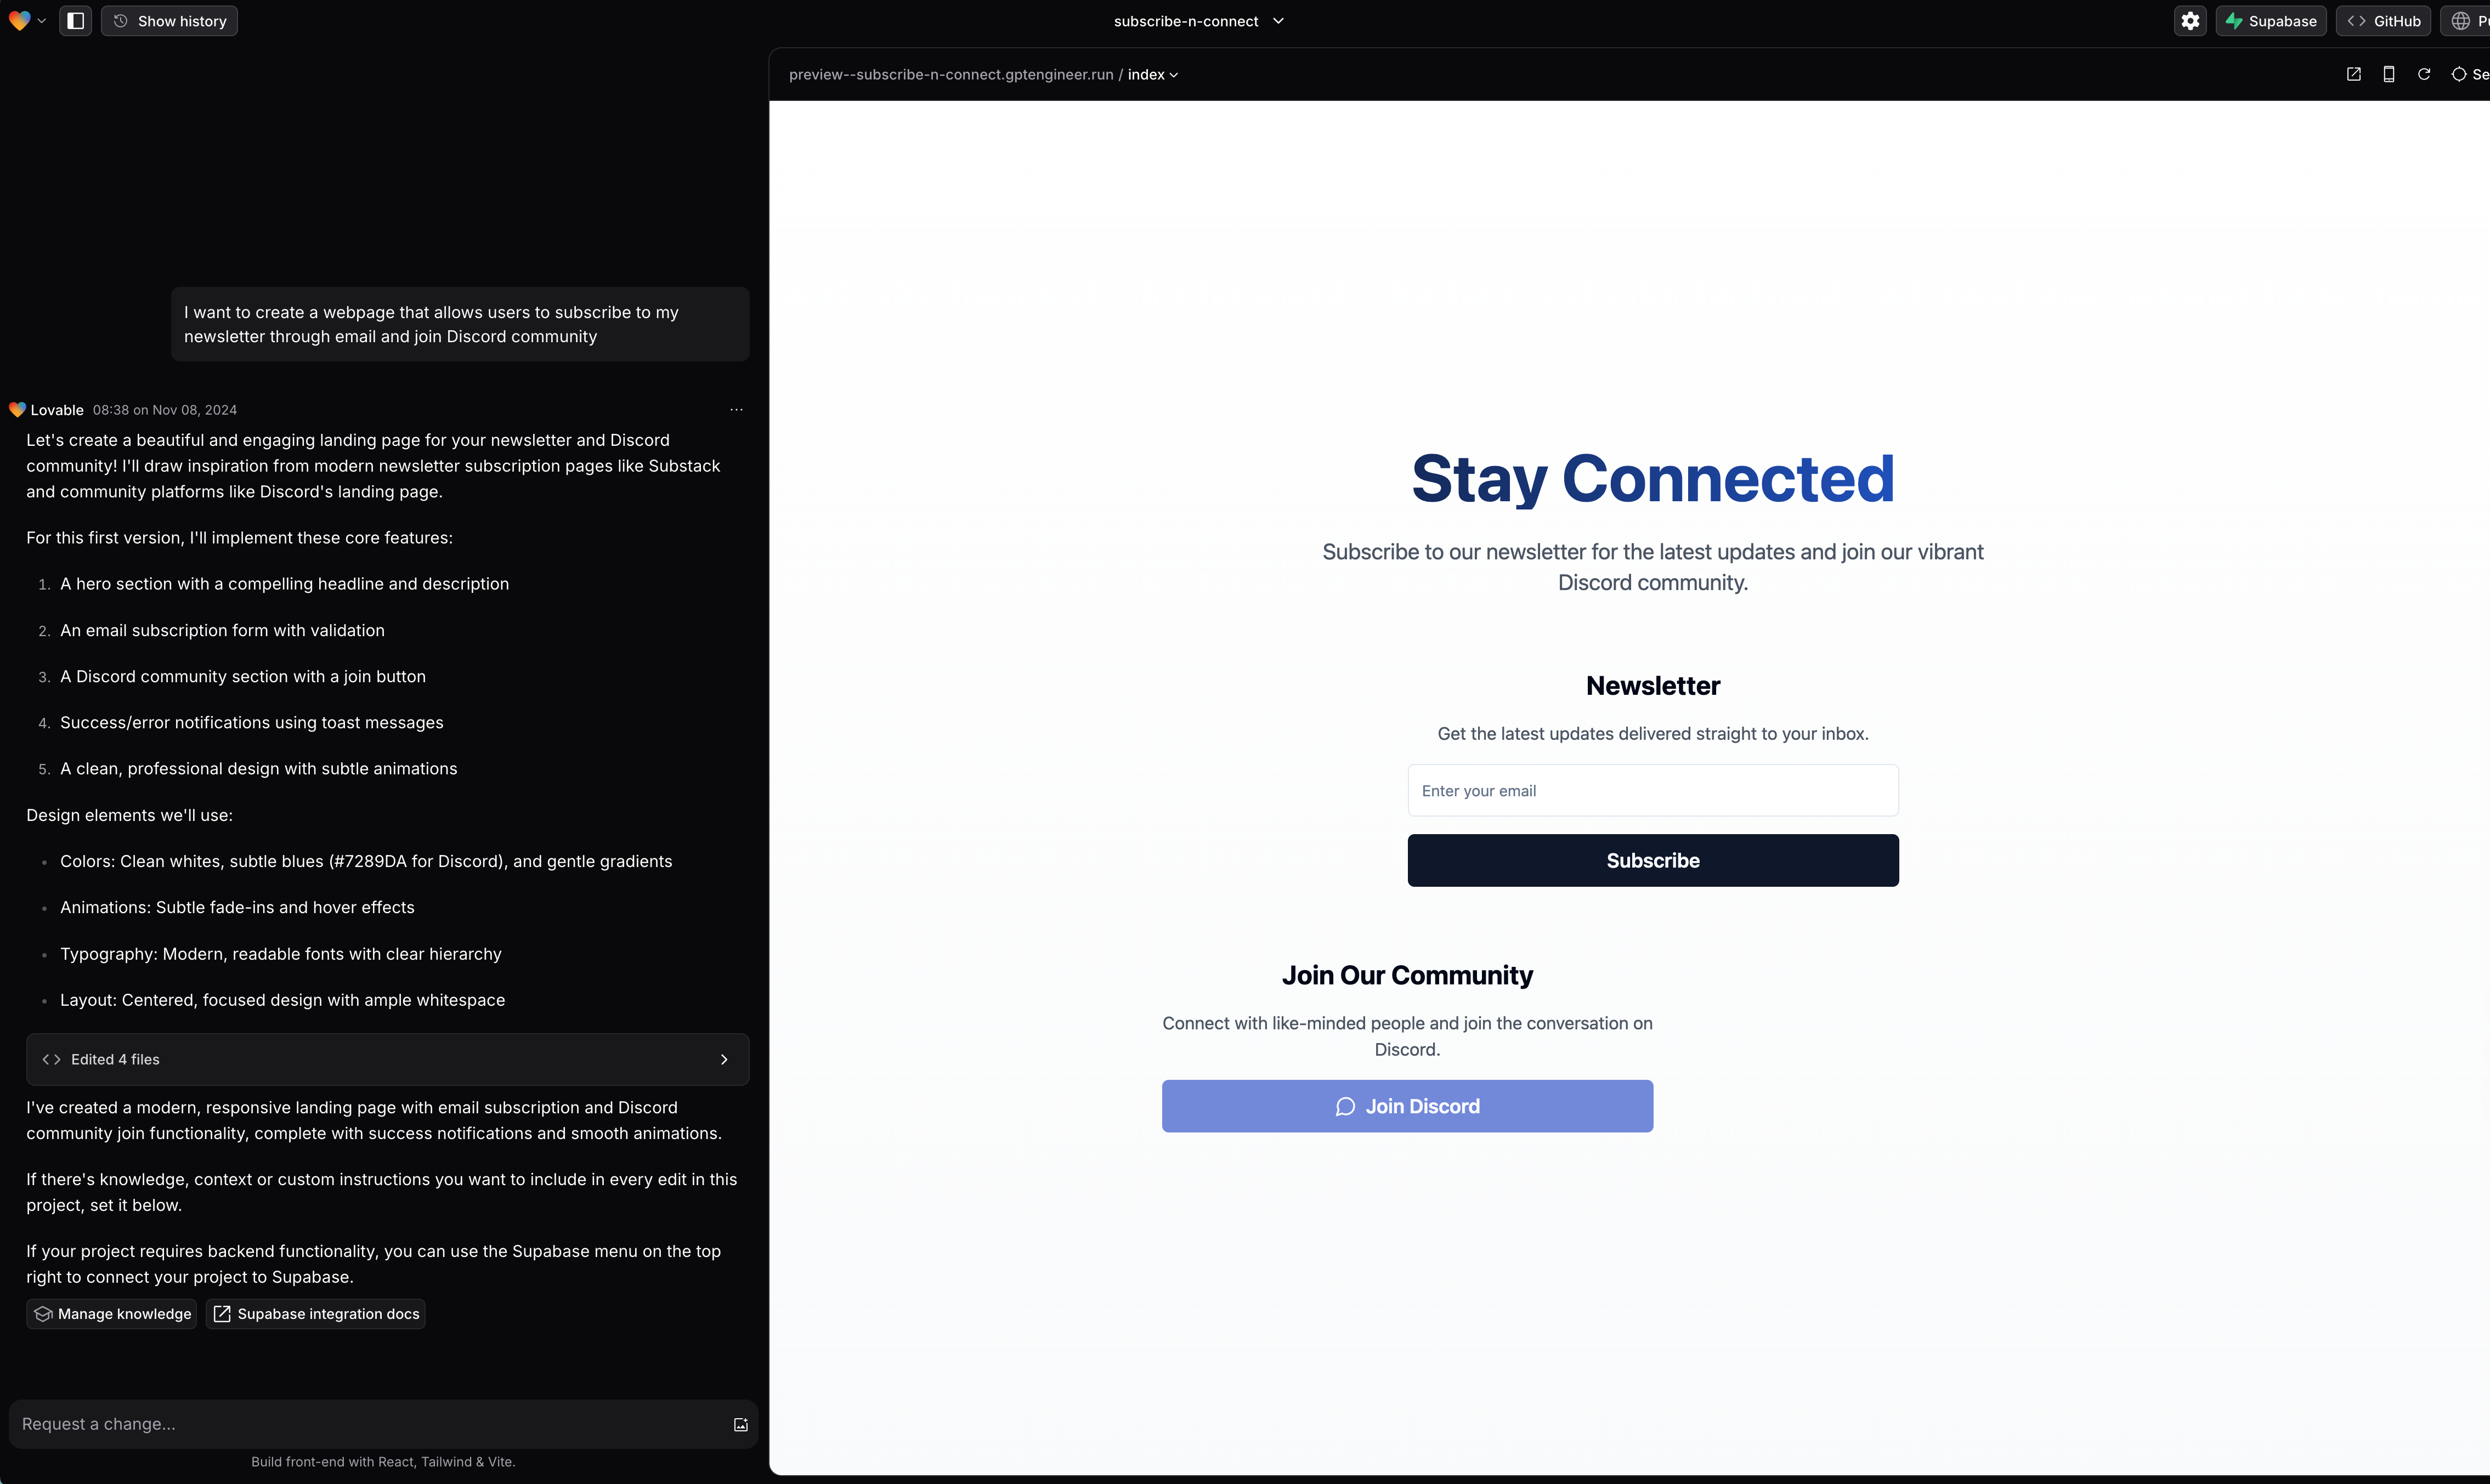 Show history
subscribe-n-connect
Supabase
GitHub
I want to create a webpage that allows users to subscribe to my
newsletter through email and join Discord community
Lovable 08:38 on Nov 08, 2024
Let's create a beautiful and engaging landing page for your newsletter and Discord
community! I'll draw inspiration from modern newsletter subscription pages like Substack
and community platforms like Discord's landing page.
For this first version, I'll implement these core features:
1. A hero section with a compelling headline and description
2. An email subscription form with validation
3. A Discord community section with a join button
4. Success/error notifications using toast messages
5. A clean, professional design with subtle animations
Design elements we'll use:
• Colors: Clean whites, subtle blues (#7289DA for Discord), and gentle gradients
• Animations: Subtle fade-ins and hover effects
• Typography: Modern, readable fonts with clear hierarchy
• Layout: Centered, focused design with ample whitespace
Edited 4 files
I've created a modern, responsive landing page with email subscription and Discord
community join functionality, complete with success notifications and smooth animations.
If there's knowledge, context or custom instructions you want to include in every edit in this
project, set it below.
If your project requires backend functionality, you can use the Supabase menu on the top
right to connect your project to Supabase.
Manage knowledge
Supabase integration docs
Request a change...
Build front-end with React, Tailwind & Vite.
preview--subscribe-n-connect.gptengineer.run / index
Stay Connected
Subscribe to our newsletter for the latest updates and join our vibrant
Discord community.
Newsletter
Get the latest updates delivered straight to your inbox.
Enter your email
Subscribe
Join Our Community
Connect with like-minded people and join the conversation on
Discord.
Join Discord